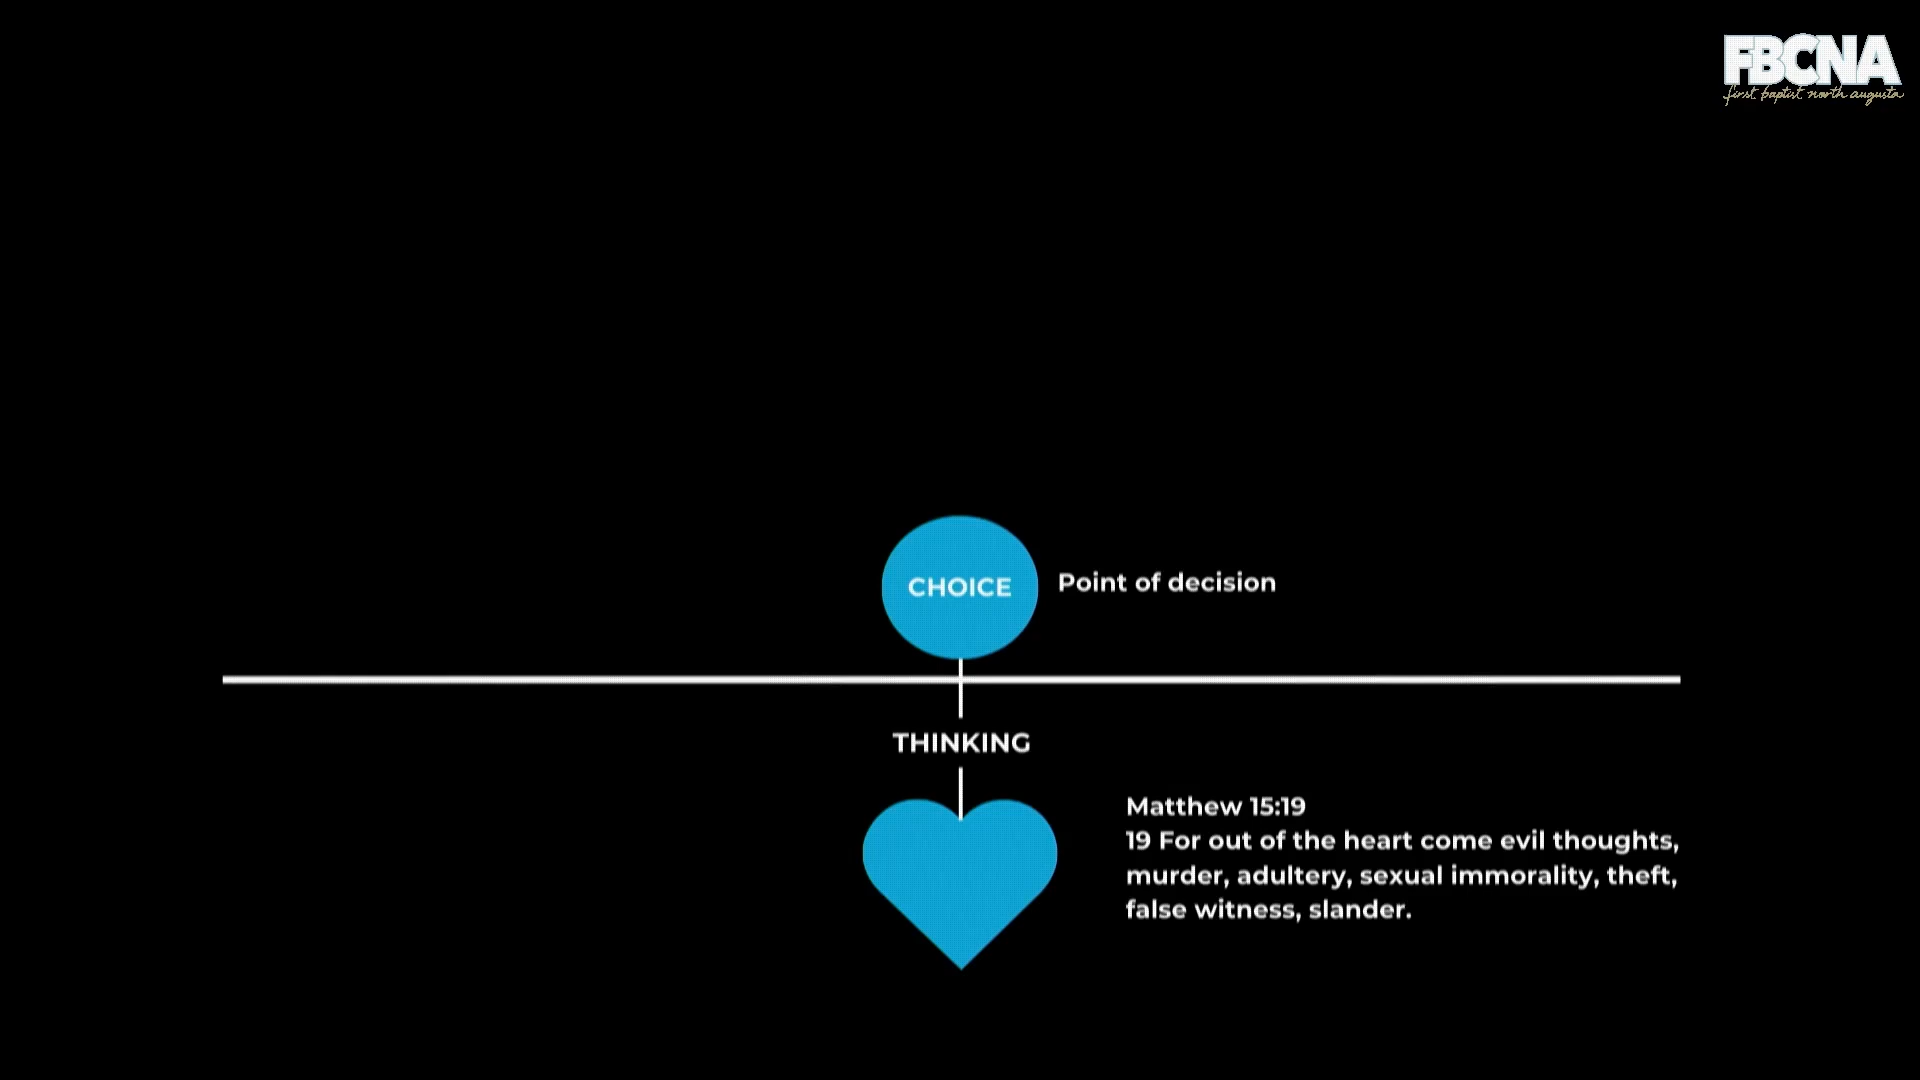 FBCNA
first baptist north augusta
CHOICE
Point of decision
THINKING
Matthew 15:19
19 For out of the heart come evil thoughts,
murder, adultery, sexual immorality, theft,
false witness, slander.